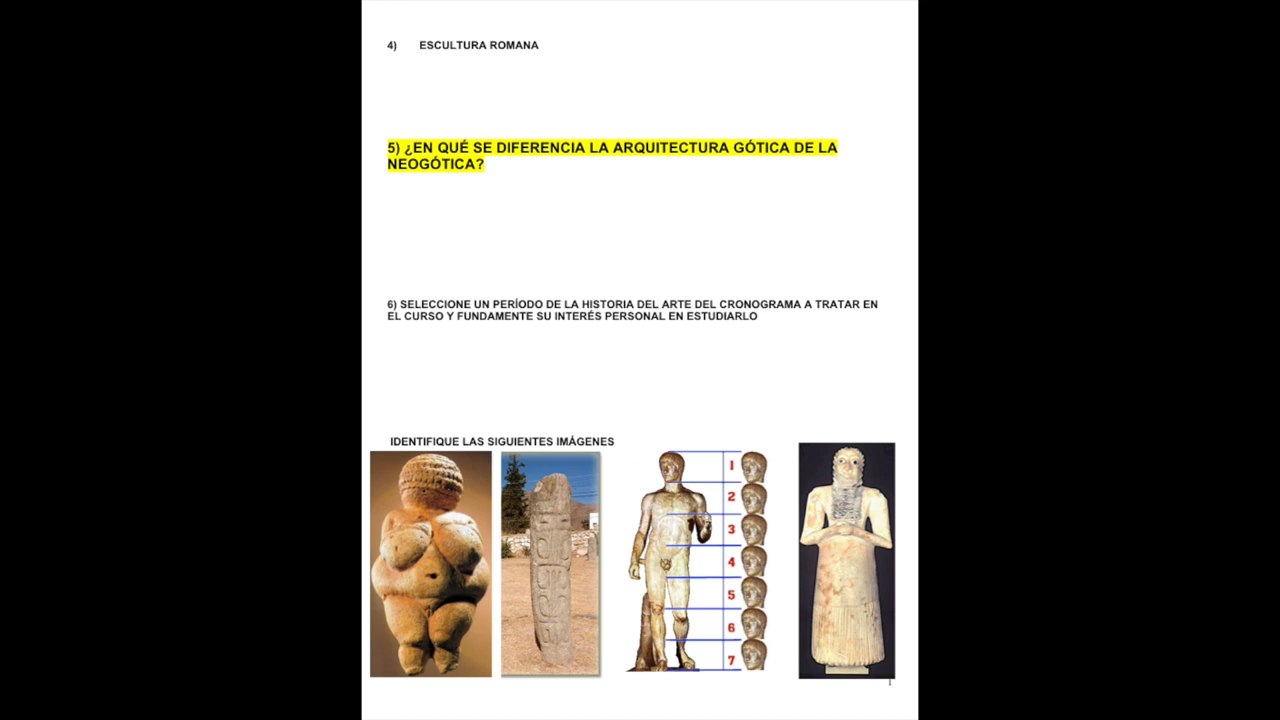 4) ESCULTURA ROMANA
5) ¿EN QUÉ SE DIFERENCIA LA ARQUITECTURA GÓTICA DE LA
NEOGÓTICA?
6) SELECCIONE UN PERÍODO DE LA HISTORIA DEL ARTE DEL CRONOGRAMA A TRATAR EN
EL CURSO Y FUNDAMENTE SU INTERÉS PERSONAL EN ESTUDIARLO
IDENTIFIQUE LAS SIGUIENTES IMÁGENES
1
2
3
4
5
6
7
1